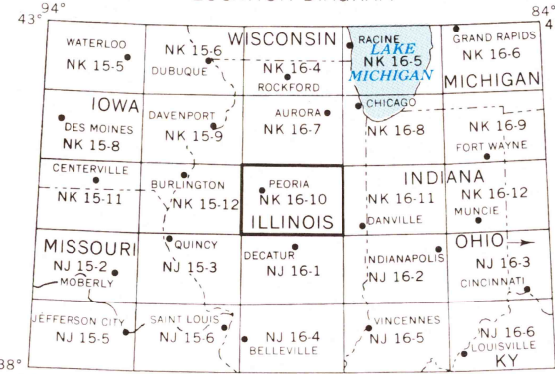 43° 94°
84°
4
WATERLOO
NK 15-5
NK 15-6
DUBUQUE
WISCONSIN
NK 16-4
ROCKFORD
RACINE
LAKE
NK 16-5
MICHIGAN
GRAND RAPIDS
NK 16-6
MICHIGAN
IOWA
DES MOINES
NK 15-8
DAVENPORT
NK 15-9
AURORA
NK 16-7
CHICAGO
NK 16-8
NK 16-9
FORT WAYNE
CENTERVILLE
NK 15-11
BURLINGTON
NK 15-12
PEORIA
NK 16-10
ILLINOIS
INDIANA
NK 16-11
DANVILLE
NK 16-12
MUNCIE
MISSOURI
NJ 15-2
MOBERLY
QUINCY
NJ 15-3
DECATUR
NJ 16-1
INDIANAPOLIS
NJ 16-2
OHIO
NJ 16-3
CINCINNATI
JEFFERSON CITY
NJ 15-5
SAINT LOUIS
NJ 15-6
NJ 16-4
BELLEVILLE
VINCENNES
NJ 16-5
NJ 16-6
LOUISVILLE
KY
38°